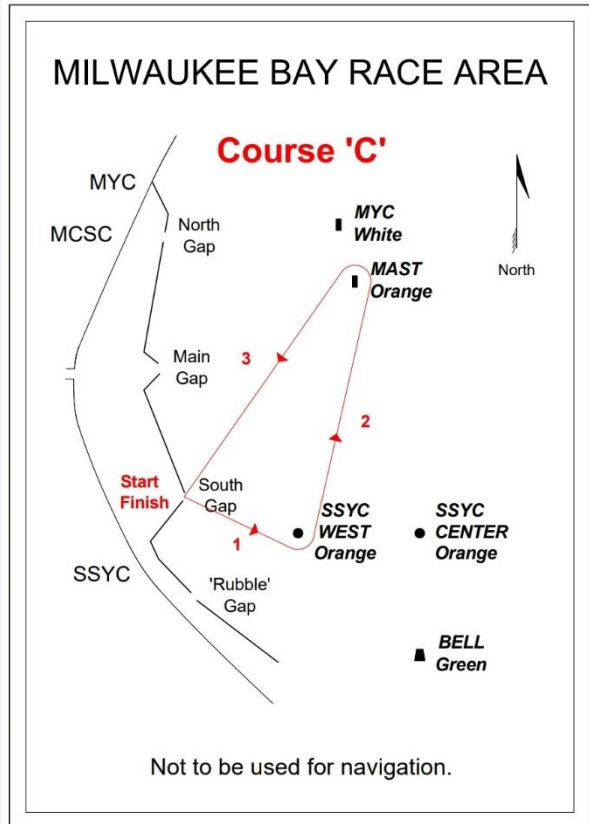 MILWAUKEE BAY RACE AREA
Course 'C'
MYC
MCSC
North
Gap
MYC
White
North
MAST
Orange
Main
Gap
3
2
Start
Finish
South
Gap
1
SSYC
WEST
Orange
SSYC
CENTER
Orange
SSYC
'Rubble'
Gap
BELL
Green
Not to be used for navigation.